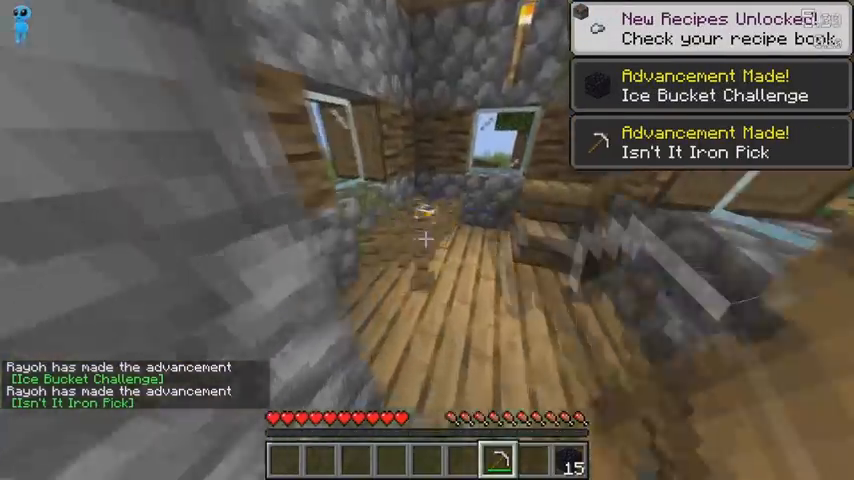 New Recipes Unlocked!
Check your recipe book
Advancement Made!
Ice Bucket Challenge
Advancement Made!
Isn't It Iron Pick
Rayoh has made the advancement
[Ice Bucket Challenge]
Rayoh has made the advancement
[Isn't It Iron Pick]
15